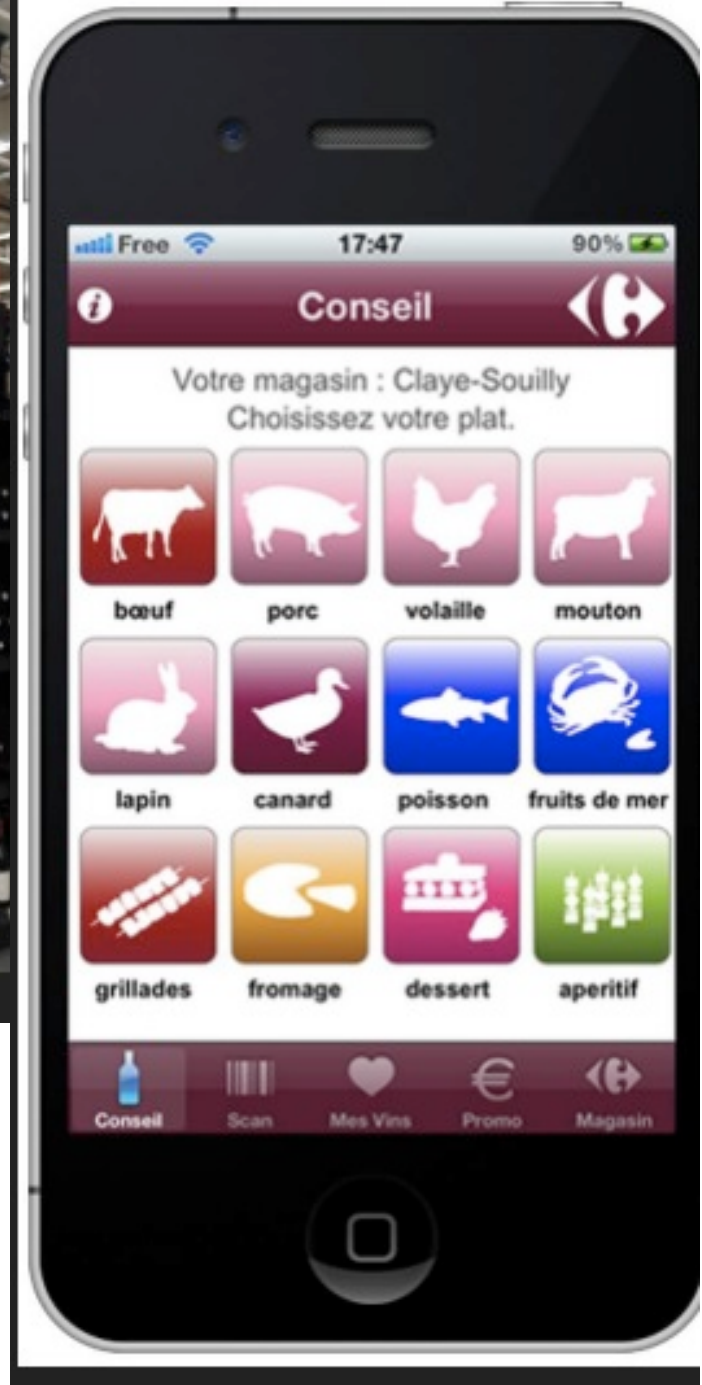 Free 17:47 90%
Conseil
Votre magasin : Claye-Souilly
Choisissez votre plat.
bœuf porc volaille mouton
lapin canard poisson fruits de mer
grillades fromage dessert aperitif
Conseil Scan Mes Vins Promo Magasin